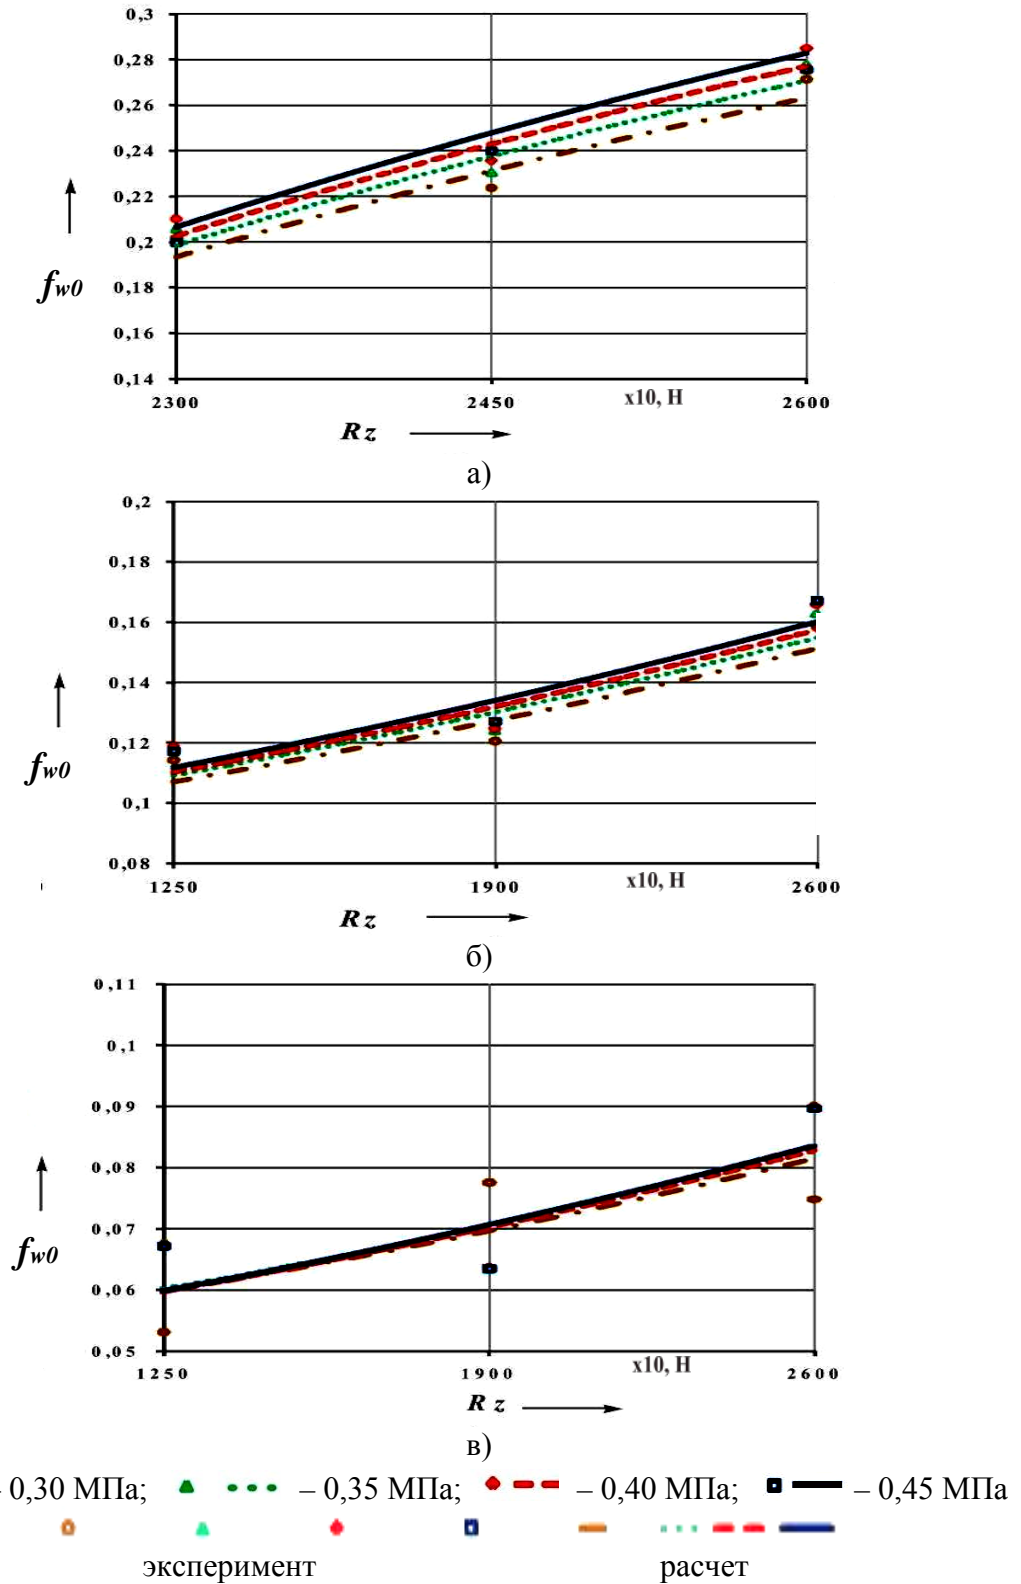 0,3
0,28
0,26
0,24
0,22
0,2
fw0
0,18
0,16
0,14
2300 2450 x10, Н 2600
Rz
а)
0,2
0,18
0,16
0,14
0,12
fw0
0,1
0,08
1250 1900 x10, Н 2600
Rz
б)
0,11
0,1
0,09
0,08
0,07
fw0
0,06
0,05
1250 1900 x10, Н 2600
Rz
в)
- 0,30 МПа; – 0,35 МПа; – 0,40 МПа; – 0,45 МПа
эксперимент расчет